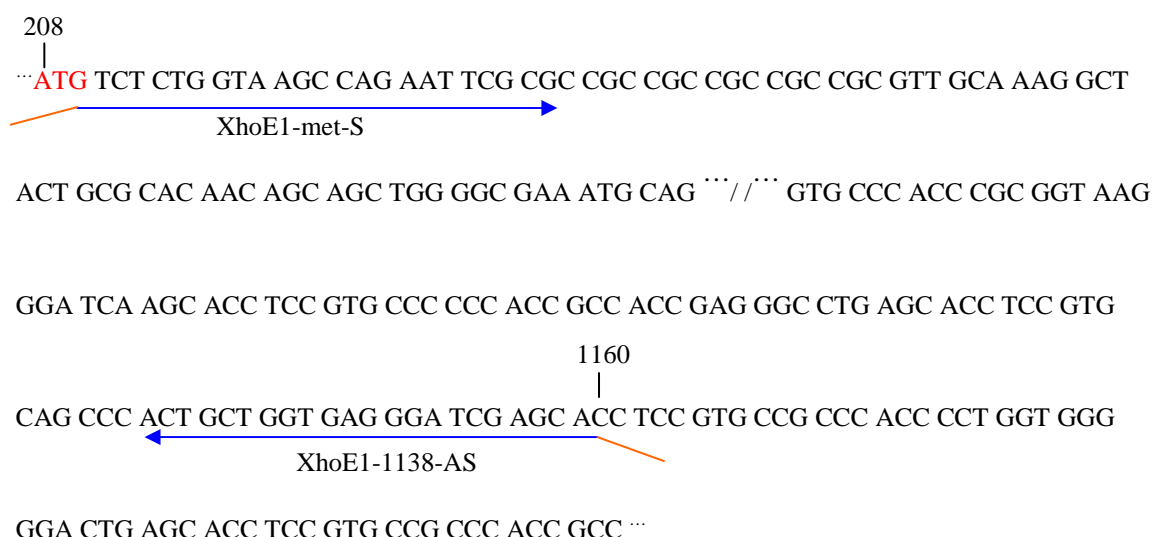 208
...ATG TCT CTG GTA AGC CAG AAT TCG CGC CGC CGC CGC CGC CGC GTT GCA AAG GCT
XhoE1-met-S
ACT GCG CAC AAC AGC AGC TGG GGC GAA ATG CAG ...//... GTG CCC ACC CGC GGT AAG
GGA TCA AGC ACC TCC GTG CCC CCC ACC GCC ACC GAG GGC CTG AGC ACC TCC GTG
1160
CAG CCC ACT GCT GGT GAG GGA TCG AGC ACC TCC GTG CCG CCC ACC CCT GGT GGG
XhoE1-1138-AS
GGA CTG AGC ACC TCC GTG CCG CCC ACC GCC ...